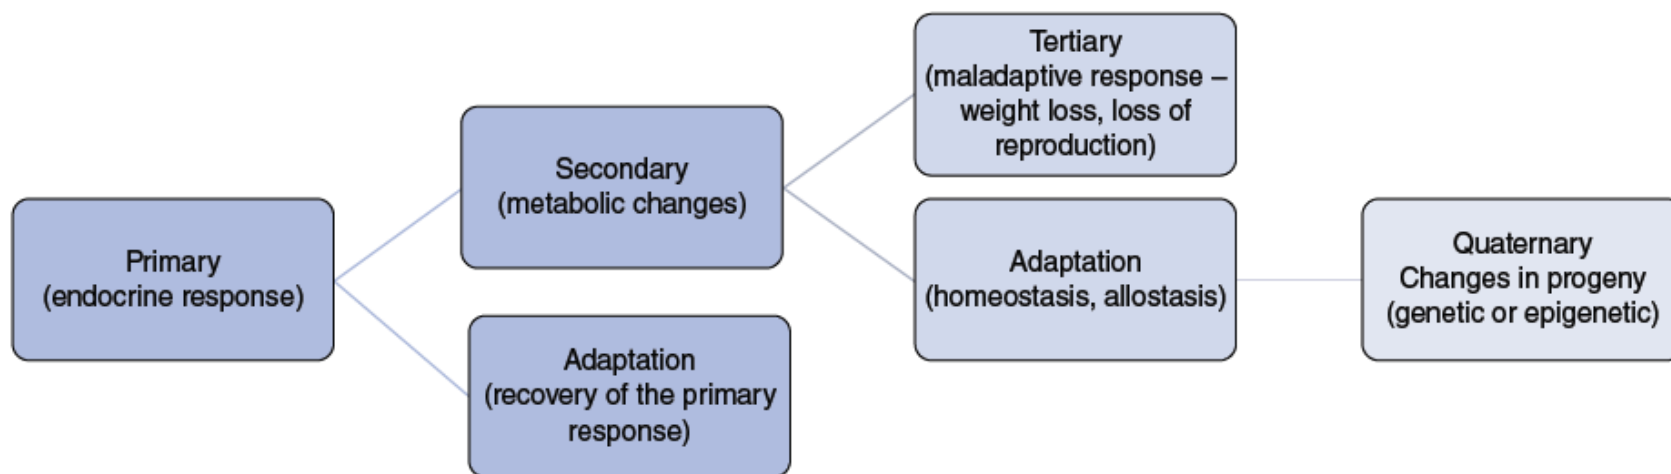 Primary
(endocrine response)
Secondary
(metabolic changes)
Adaptation
(recovery of the primary
response)
Tertiary
(maladaptive response –
weight loss, loss of
reproduction)
Adaptation
(homeostasis, allostasis)
Quaternary
Changes in progeny
(genetic or epigenetic)